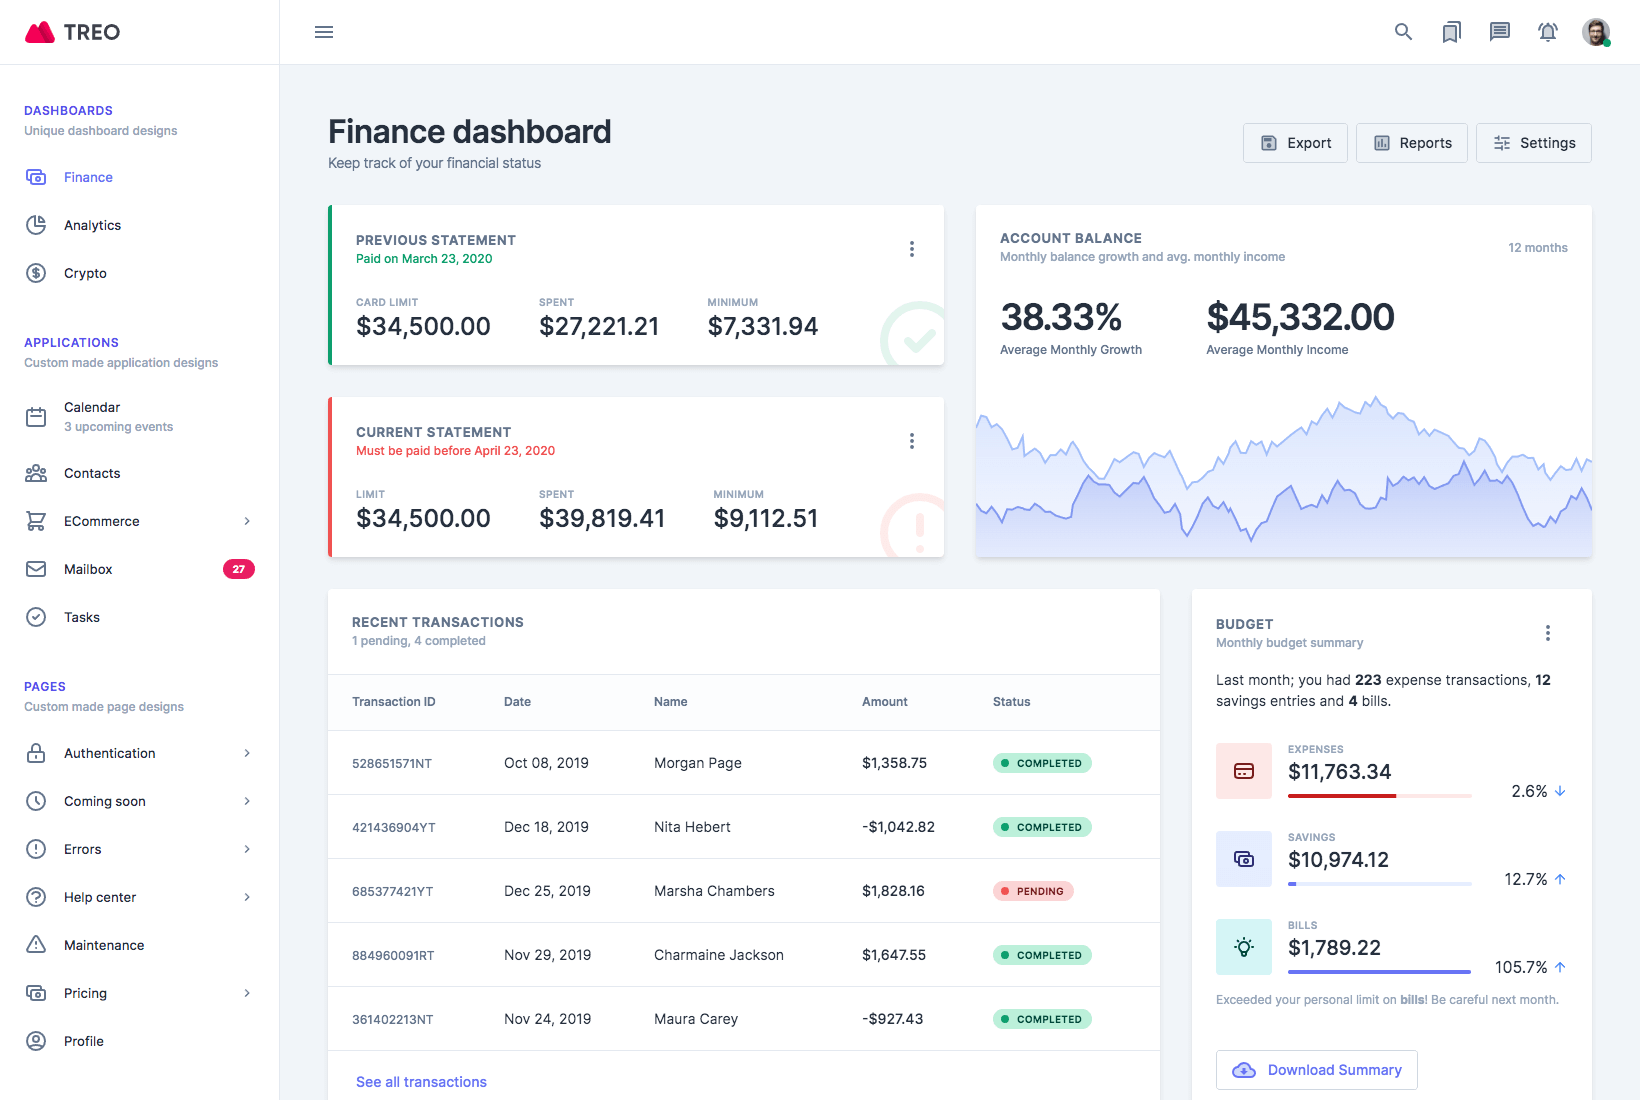 TREO
DASHBOARDS
Unique dashboard designs
Finance
Analytics
Crypto
APPLICATIONS
Custom made application designs
Calendar
3 upcoming events
Contacts
ECommerce
Mailbox
27
Tasks
PAGES
Custom made page designs
Authentication
Coming soon
Errors
Help center
Maintenance
Pricing
Profile
Finance dashboard
Keep track of your financial status
Export
Reports
Settings
PREVIOUS STATEMENT
Paid on March 23, 2020
CARD LIMIT SPENT MINIMUM
$34,500.00 $27,221.21 $7,331.94
CURRENT STATEMENT
Must be paid before April 23, 2020
LIMIT SPENT MINIMUM
$34,500.00 $39,819.41 $9,112.51
ACCOUNT BALANCE
Monthly balance growth and avg. monthly income
12 months
38.33% $45,332.00
Average Monthly Growth Average Monthly Income
RECENT TRANSACTIONS
1 pending, 4 completed
Transaction ID Date Name Amount Status
528651571NT Oct 08, 2019 Morgan Page $1,358.75 COMPLETED
421436904YT Dec 18, 2019 Nita Hebert -$1,042.82 COMPLETED
685377421YT Dec 25, 2019 Marsha Chambers $1,828.16 PENDING
884960091RT Nov 29, 2019 Charmaine Jackson $1,647.55 COMPLETED
361402213NT Nov 24, 2019 Maura Carey -$927.43 COMPLETED
See all transactions
BUDGET
Monthly budget summary
Last month; you had 223 expense transactions, 12
savings entries and 4 bills.
EXPENSES
$11,763.34
2.6%
SAVINGS
$10,974.12
12.7%
BILLS
$1,789.22
105.7%
Exceeded your personal limit on bills! Be careful next month.
Download Summary